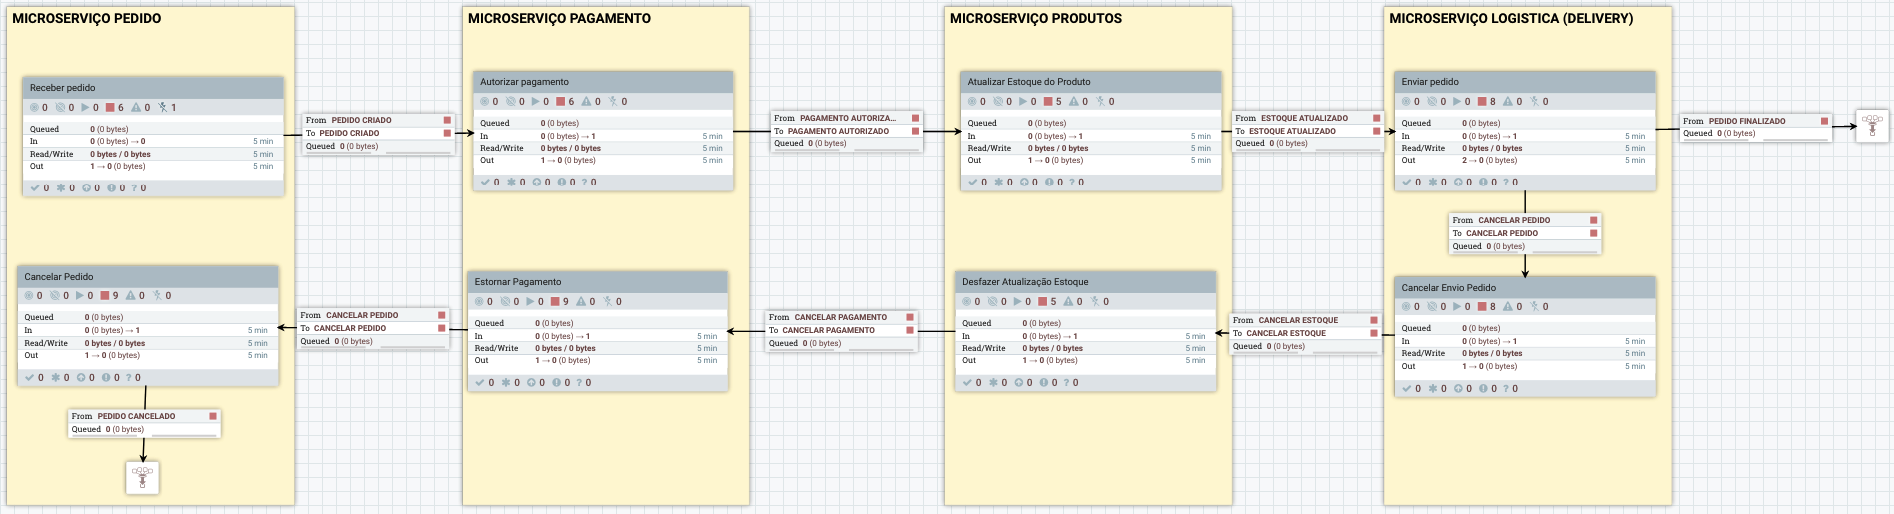 MICROSERVIÇO PEDIDO
Receber pedido
0 0 0 6 0 1
Queued 0 (0 bytes)
In 0 (0 bytes) → 0 5 min
Read/Write 0 bytes / 0 bytes 5 min
Out 1 → 0 (0 bytes) 5 min
0 0 0 0 ? 0
From PEDIDO CRIADO
To PEDIDO CRIADO
Queued 0 (0 bytes)
MICROSERVIÇO PAGAMENTO
Autorizar pagamento
0 0 0 6 0 0
Queued 0 (0 bytes)
In 0 (0 bytes) → 1 5 min
Read/Write 0 bytes / 0 bytes 5 min
Out 1 → 0 (0 bytes) 5 min
0 0 0 0 ? 0
From PAGAMENTO AUTORIZA...
To PAGAMENTO AUTORIZADO
Queued 0 (0 bytes)
MICROSERVIÇO PRODUTOS
Atualizar Estoque do Produto
0 0 0 5 0 0
Queued 0 (0 bytes)
In 0 (0 bytes) → 1 5 min
Read/Write 0 bytes / 0 bytes 5 min
Out 1 → 0 (0 bytes) 5 min
0 0 0 0 ? 0
From ESTOQUE ATUALIZADO
To ESTOQUE ATUALIZADO
Queued 0 (0 bytes)
MICROSERVIÇO LOGISTICA (DELIVERY)
Enviar pedido
0 0 0 8 0 0
Queued 0 (0 bytes)
In 0 (0 bytes) → 1 5 min
Read/Write 0 bytes / 0 bytes 5 min
Out 2 → 0 (0 bytes) 5 min
0 0 0 0 ? 0
From PEDIDO FINALIZADO
Queued 0 (0 bytes)
From CANCELAR PEDIDO
To CANCELAR PEDIDO
Queued 0 (0 bytes)
Cancelar Envio Pedido
0 0 0 8 0 0
Queued 0 (0 bytes)
In 0 (0 bytes) → 1 5 min
Read/Write 0 bytes / 0 bytes 5 min
Out 1 → 0 (0 bytes) 5 min
0 0 0 0 ? 0
From CANCELAR ESTOQUE
To CANCELAR ESTOQUE
Queued 0 (0 bytes)
Desfazer Atualização Estoque
0 0 0 5 0 0
Queued 0 (0 bytes)
In 0 (0 bytes) → 1 5 min
Read/Write 0 bytes / 0 bytes 5 min
Out 1 → 0 (0 bytes) 5 min
0 0 0 0 ? 0
From CANCELAR PAGAMENTO
To CANCELAR PAGAMENTO
Queued 0 (0 bytes)
Estornar Pagamento
0 0 0 9 0 0
Queued 0 (0 bytes)
In 0 (0 bytes) → 1 5 min
Read/Write 0 bytes / 0 bytes 5 min
Out 1 → 0 (0 bytes) 5 min
0 0 0 0 ? 0
From CANCELAR PEDIDO
To CANCELAR PEDIDO
Queued 0 (0 bytes)
Cancelar Pedido
0 0 0 9 0 0
Queued 0 (0 bytes)
In 0 (0 bytes) → 1 5 min
Read/Write 0 bytes / 0 bytes 5 min
Out 1 → 0 (0 bytes) 5 min
0 0 0 0 ? 0
From PEDIDO CANCELADO
Queued 0 (0 bytes)